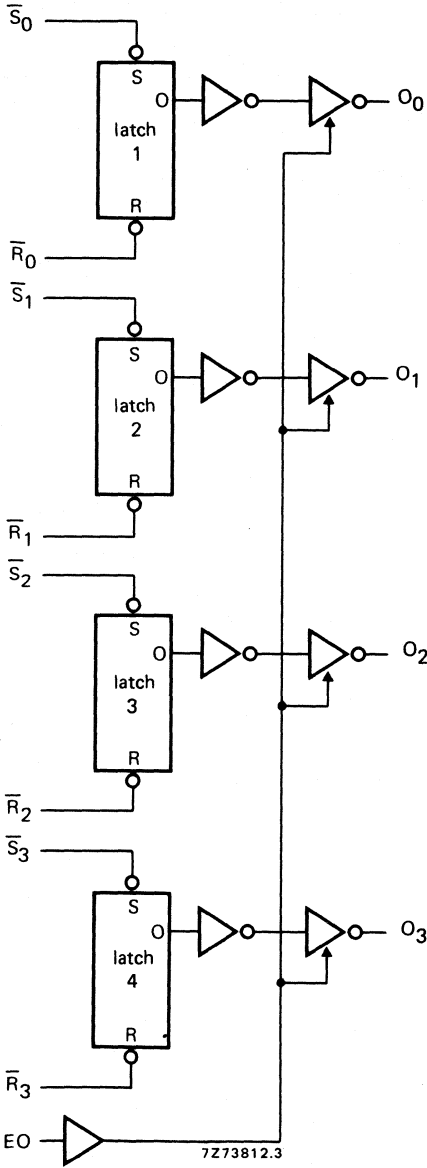 S̅0
S
O
O0
latch
1
R
R̅0
S̅1
S
O
O1
latch
2
R
R̅1
S̅2
S
O
O2
latch
3
R
R̅2
S̅3
S
O
O3
latch
4
R
R̅3
EO
7Z73812.3